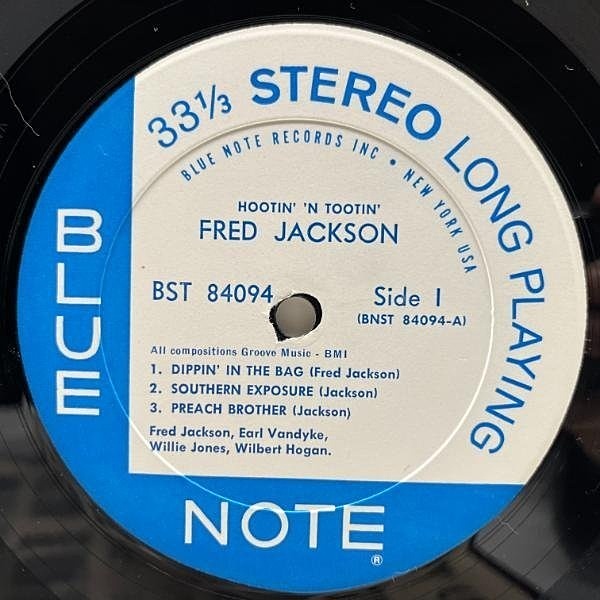 33⅓ STEREO LONG PLAYING
BLUE NOTE RECORDS INC • NEW YORK USA
HOOTIN' 'N TOOTIN'
FRED JACKSON
BST 84094
Side 1
(BNST 84094-A)
All compositions Groove Music - BMI
1. DIPPIN' IN THE BAG (Fred Jackson)
2. SOUTHERN EXPOSURE (Jackson)
3. PREACH BROTHER (Jackson)
Fred Jackson, Earl Vandyke,
Willie Jones, Wilbert Hogan.
BLUE
NOTE®